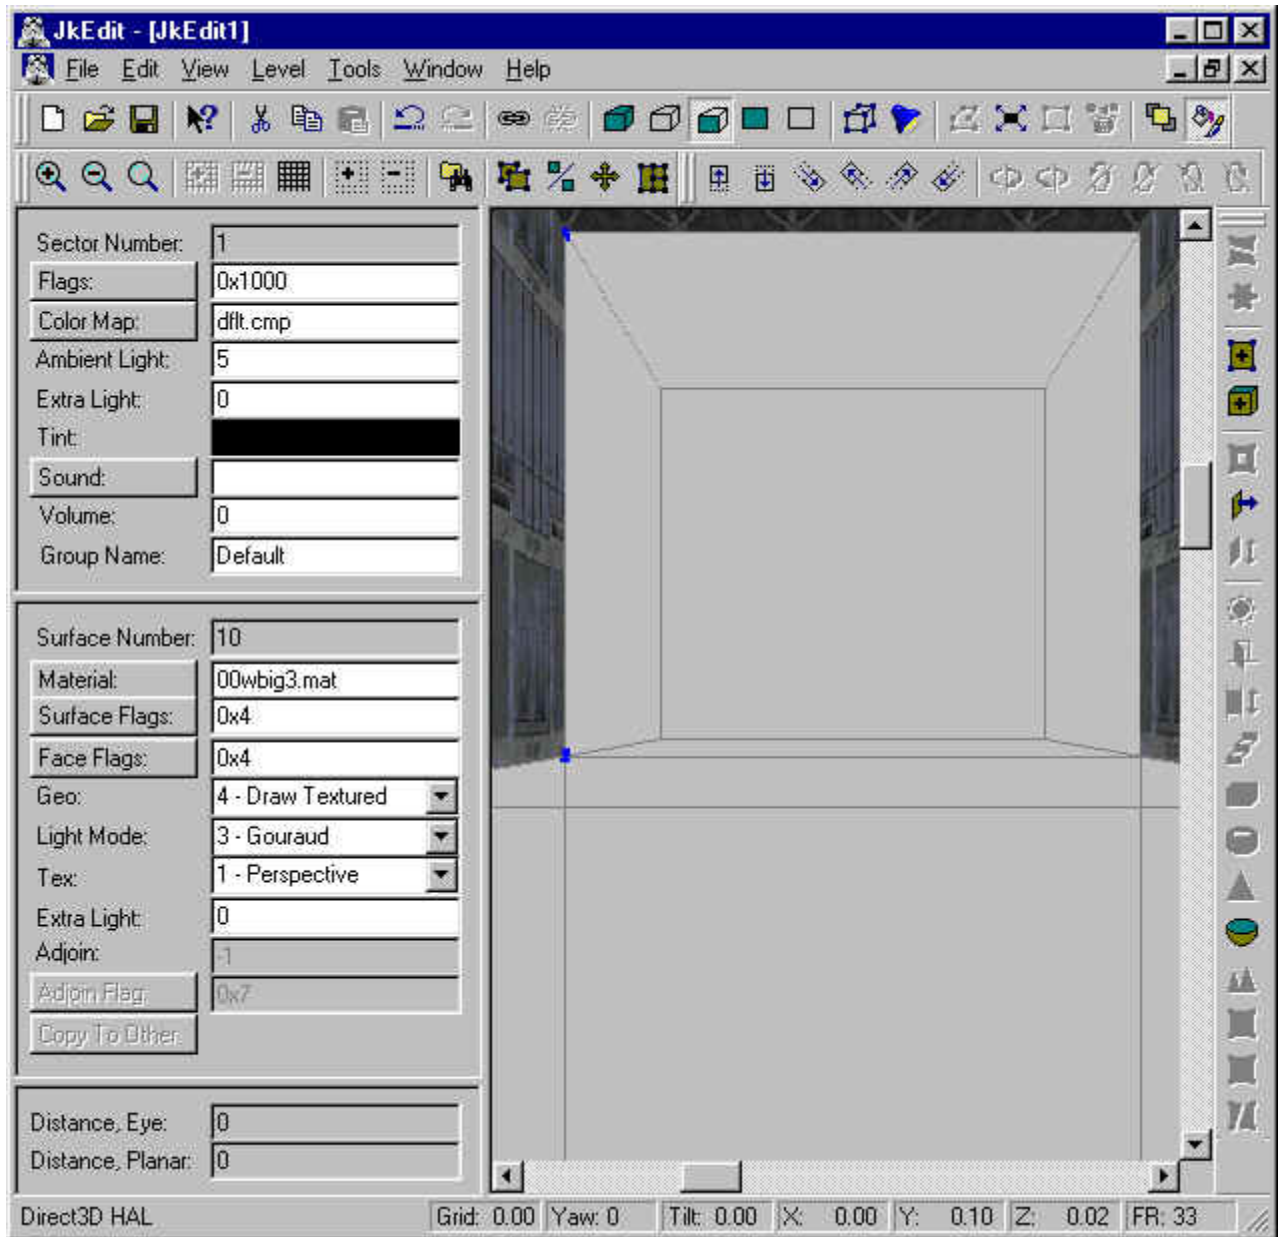 JkEdit - [JkEdit1]
File Edit View Level Tools Window Help
Sector Number: 1
Flags: 0x1000
Color Map: dflt.cmp
Ambient Light: 5
Extra Light: 0
Tint:
Sound:
Volume: 0
Group Name: Default
Surface Number: 10
Material: 00wbig3.mat
Surface Flags: 0x4
Face Flags: 0x4
Geo: 4 - Draw Textured
Light Mode: 3 - Gouraud
Tex: 1 - Perspective
Extra Light: 0
Adjoin: -1
Adjoin Flag: 0x7
Copy To Other:
Distance, Eye: 0
Distance, Planar: 0
Direct3D HAL Grid: 0.00 Yaw: 0 Tilt: 0.00 X: 0.00 Y: 0.10 Z: 0.02 FR: 33